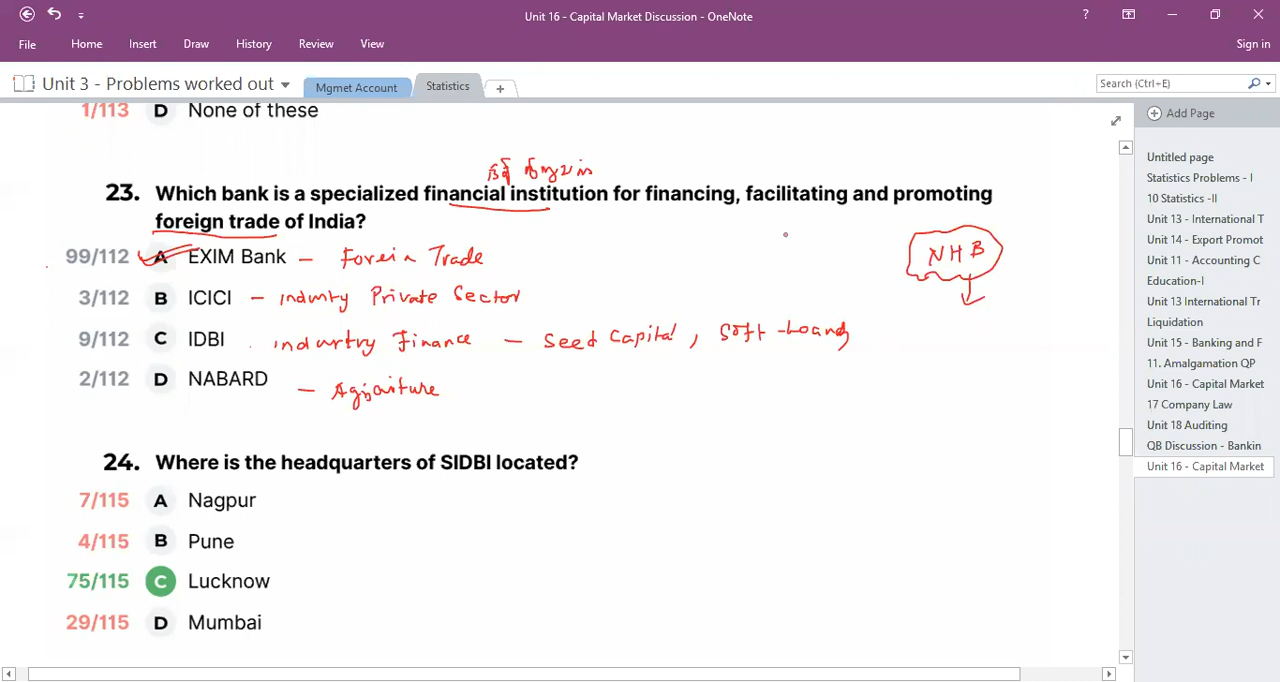 Unit 16 - Capital Market Discussion - OneNote
?
File Home Insert Draw History Review View Sign in
Unit 3 - Problems worked out Mgmet Account Statistics + Search (Ctrl+E)
1/113 D None of these
23. Which bank is a specialized financial institution for financing, facilitating and promoting
foreign trade of India?
99/112 A EXIM Bank - Forein Trade
NHB
3/112 B ICICI - Industry Private Sector
9/112 C IDBI Industry Finance - Seed Capital, Soft-Loans
2/112 D NABARD -
24. Where is the headquarters of SIDBI located?
7/115 A Nagpur
4/115 B Pune
75/115 C Lucknow
29/115 D Mumbai
Add Page
Untitled page
Statistics Problems - I
10 Statistics -II
Unit 13 - International T
Unit 14 - Export Promot
Unit 11 - Accounting C
Education-I
Unit 13 International Tr
Liquidation
Unit 15 - Banking and F
11. Amalgamation QP
Unit 16 - Capital Market
17 Company Law
Unit 18 Auditing
QB Discussion - Bankin
Unit 16 - Capital Market